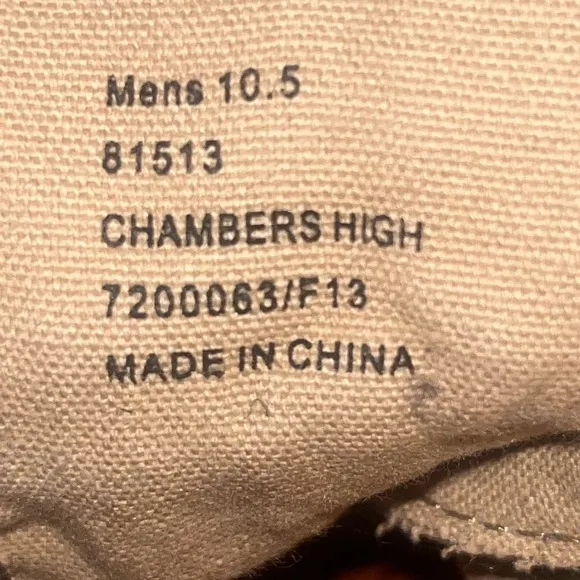 Mens 10.5
81513
CHAMBERS HIGH
7200063/F13
MADE IN CHINA